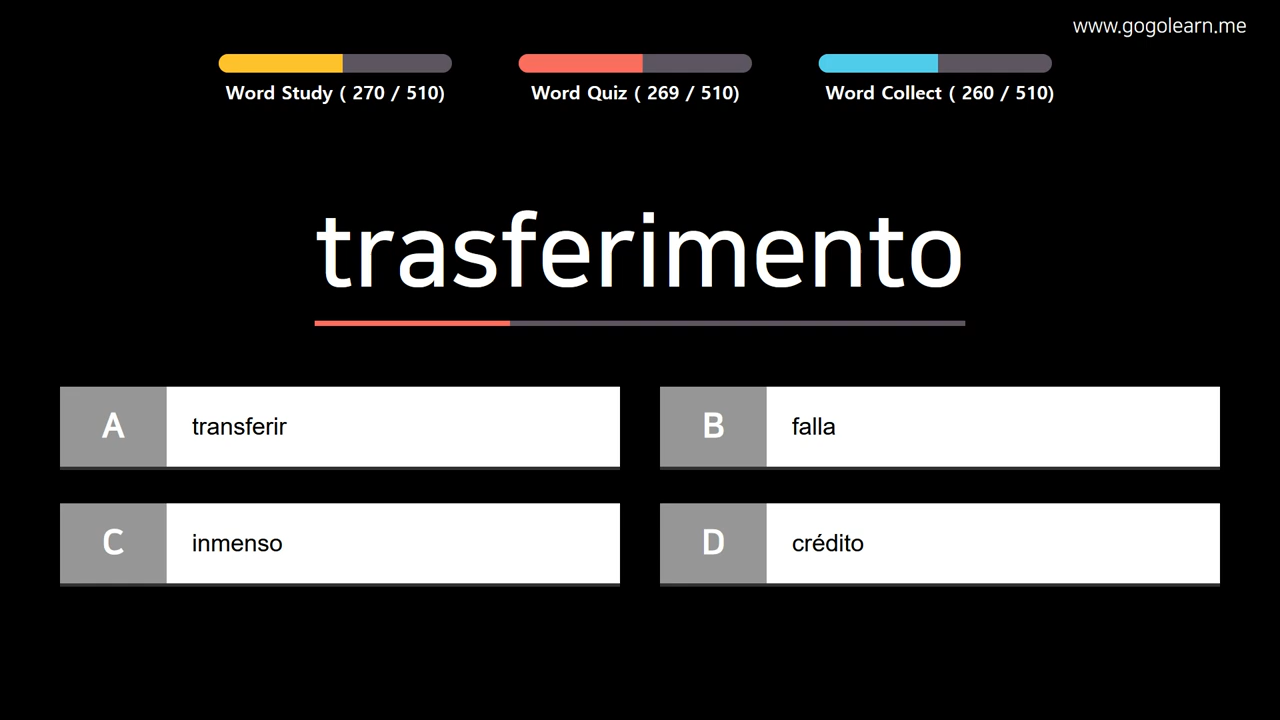 www.gogolearn.me
Word Study ( 270 / 510)
Word Quiz ( 269 / 510)
Word Collect ( 260 / 510)
trasferimento
A transferir
B falla
C inmenso
D crédito